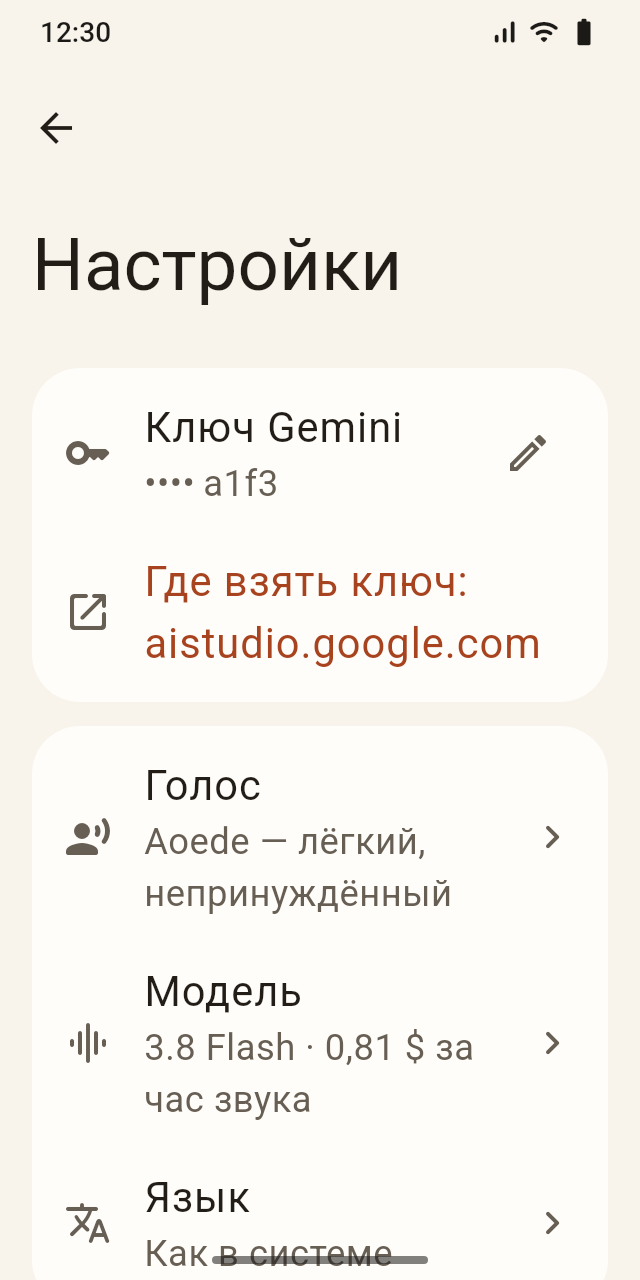 12:30
Настройки
Ключ Gemini
•••• a1f3
Где взять ключ:
aistudio.google.com
Голос
Aoede — лёгкий,
непринуждённый
Модель
3.8 Flash · 0,81 $ за
час звука
Язык
Как в системе